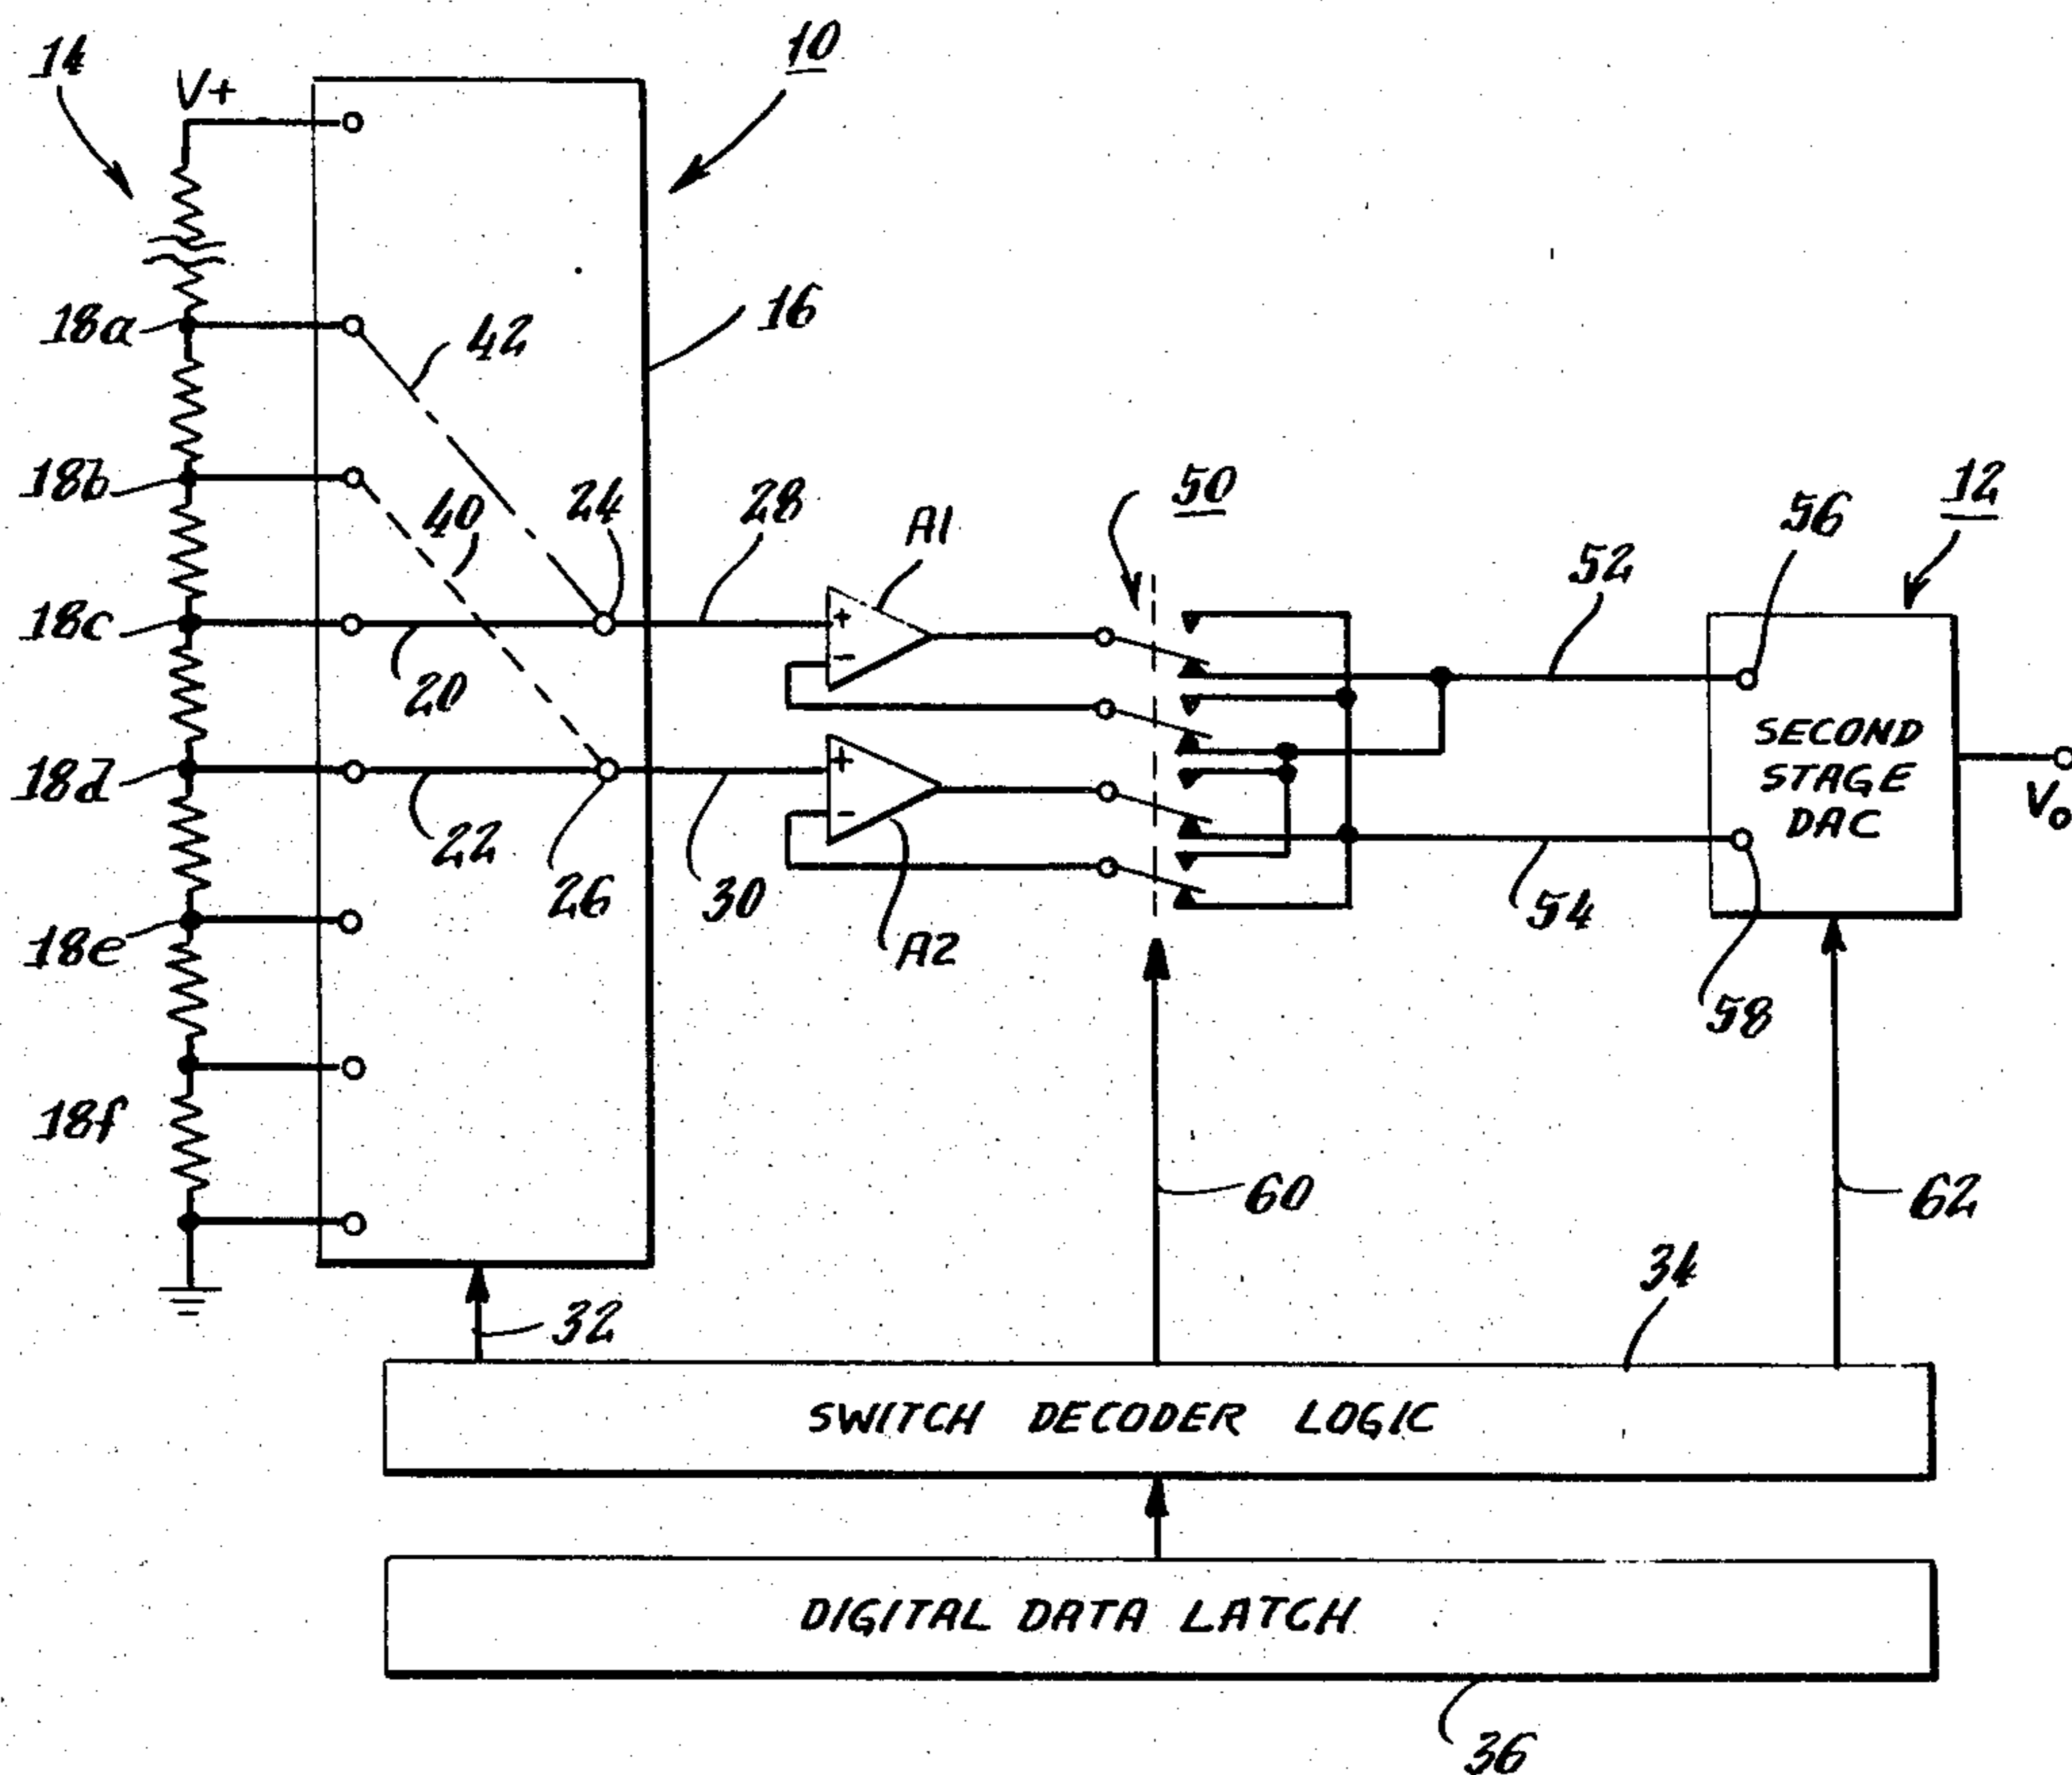 14
V+
10
18a
42
16
18b
40
24
28
A1
50
56
12
52
18c
20
+
-
SECOND
STAGE
DAC
18d
22
26
30
+
-
A2
54
58
Vo
18e
18f
60
62
32
34
SWITCH DECODER LOGIC
DIGITAL DATA LATCH
36